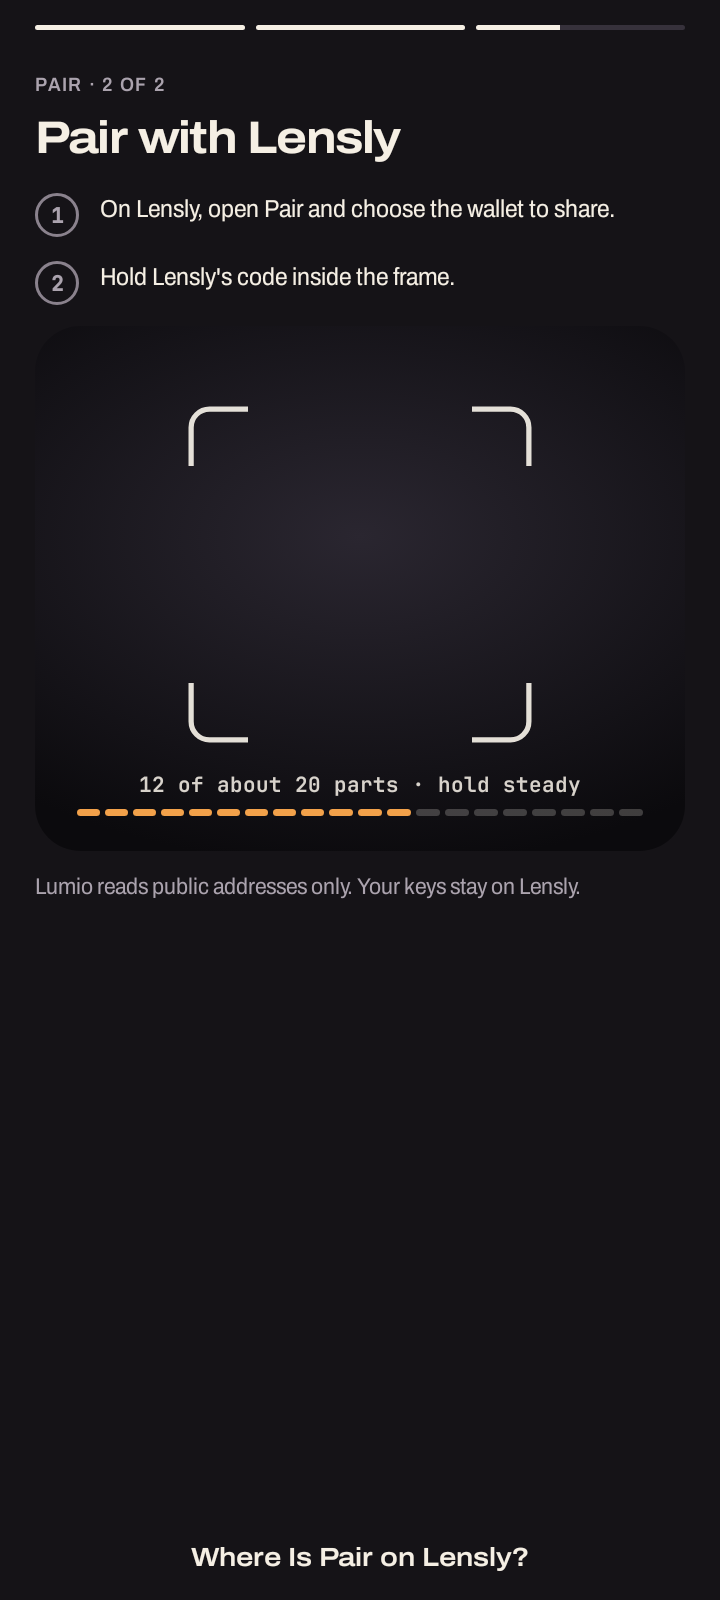 PAIR · 2 OF 2
Pair with Lensly
1 On Lensly, open Pair and choose the wallet to share.
2 Hold Lensly's code inside the frame.
12 of about 20 parts · hold steady
Lumio reads public addresses only. Your keys stay on Lensly.
Where Is Pair on Lensly?